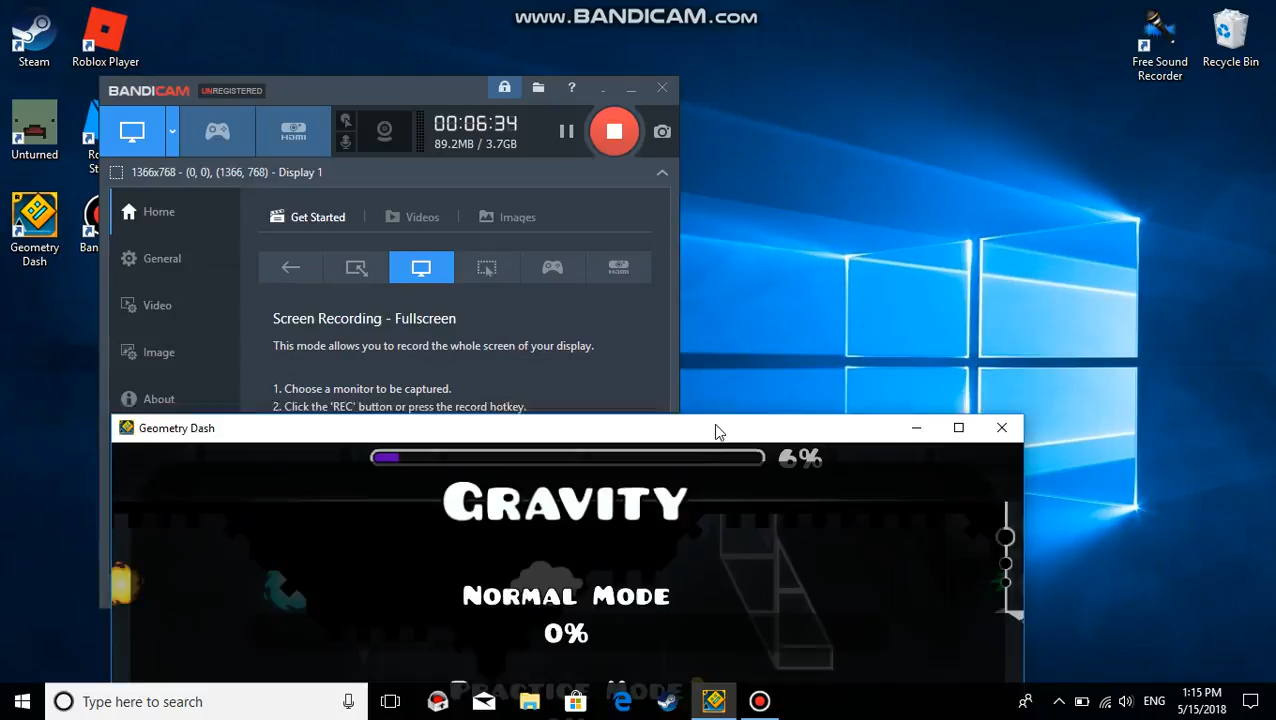 www.BANDICAM.com
Steam
Roblox Player
Free Sound
Recorder
Recycle Bin
BANDICAM UNREGISTERED
?
HDMI
00:06:34
89.2MB / 3.7GB
Unturned
1366x768 - (0, 0), (1366, 768) - Display 1
Home
Get Started
Videos
Images
Geometry
Dash
General
HDMI
Video
Screen Recording - Fullscreen
This mode allows you to record the whole screen of your display.
Image
1. Choose a monitor to be captured.
2. Click the 'REC' button or press the record hotkey.
About
Geometry Dash
6%
Gravity
Normal Mode
0%
Practice Mode
Type here to search
ENG
1:15 PM
5/15/2018